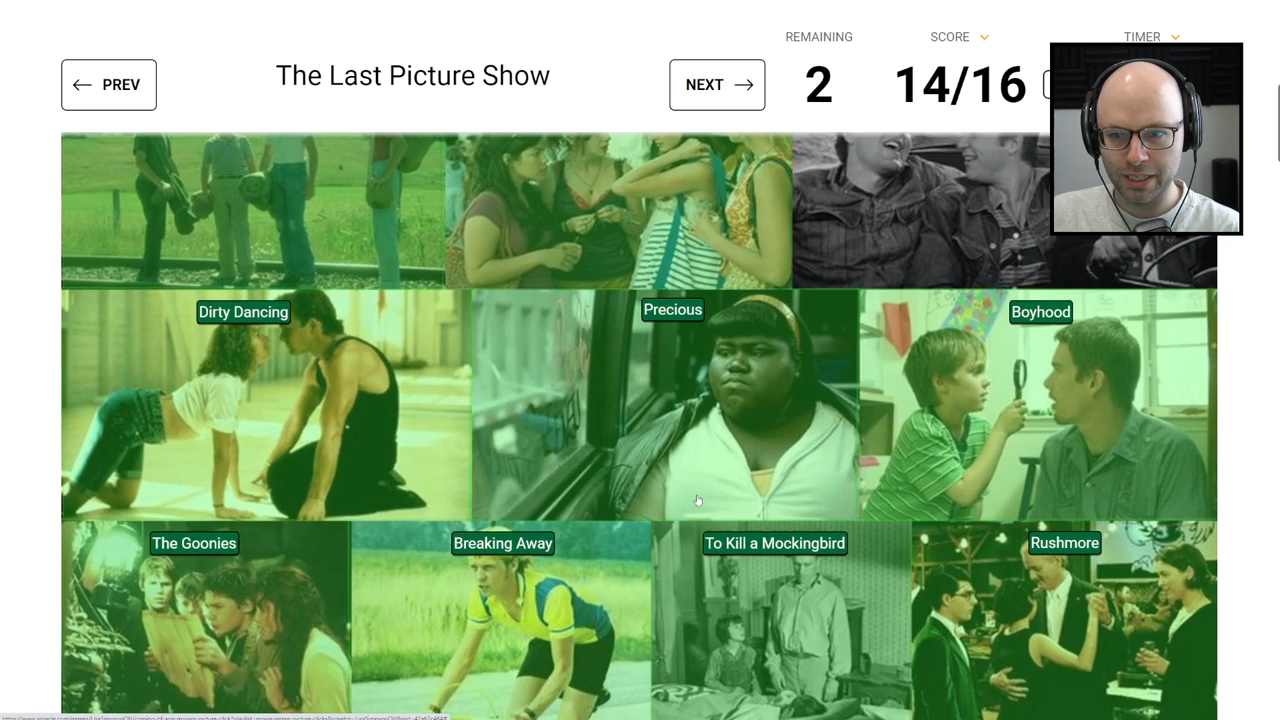 REMAINING
SCORE
TIMER
PREV
The Last Picture Show
NEXT
2
14/16
Dirty Dancing
Precious
Boyhood
The Goonies
Breaking Away
To Kill a Mockingbird
Rushmore